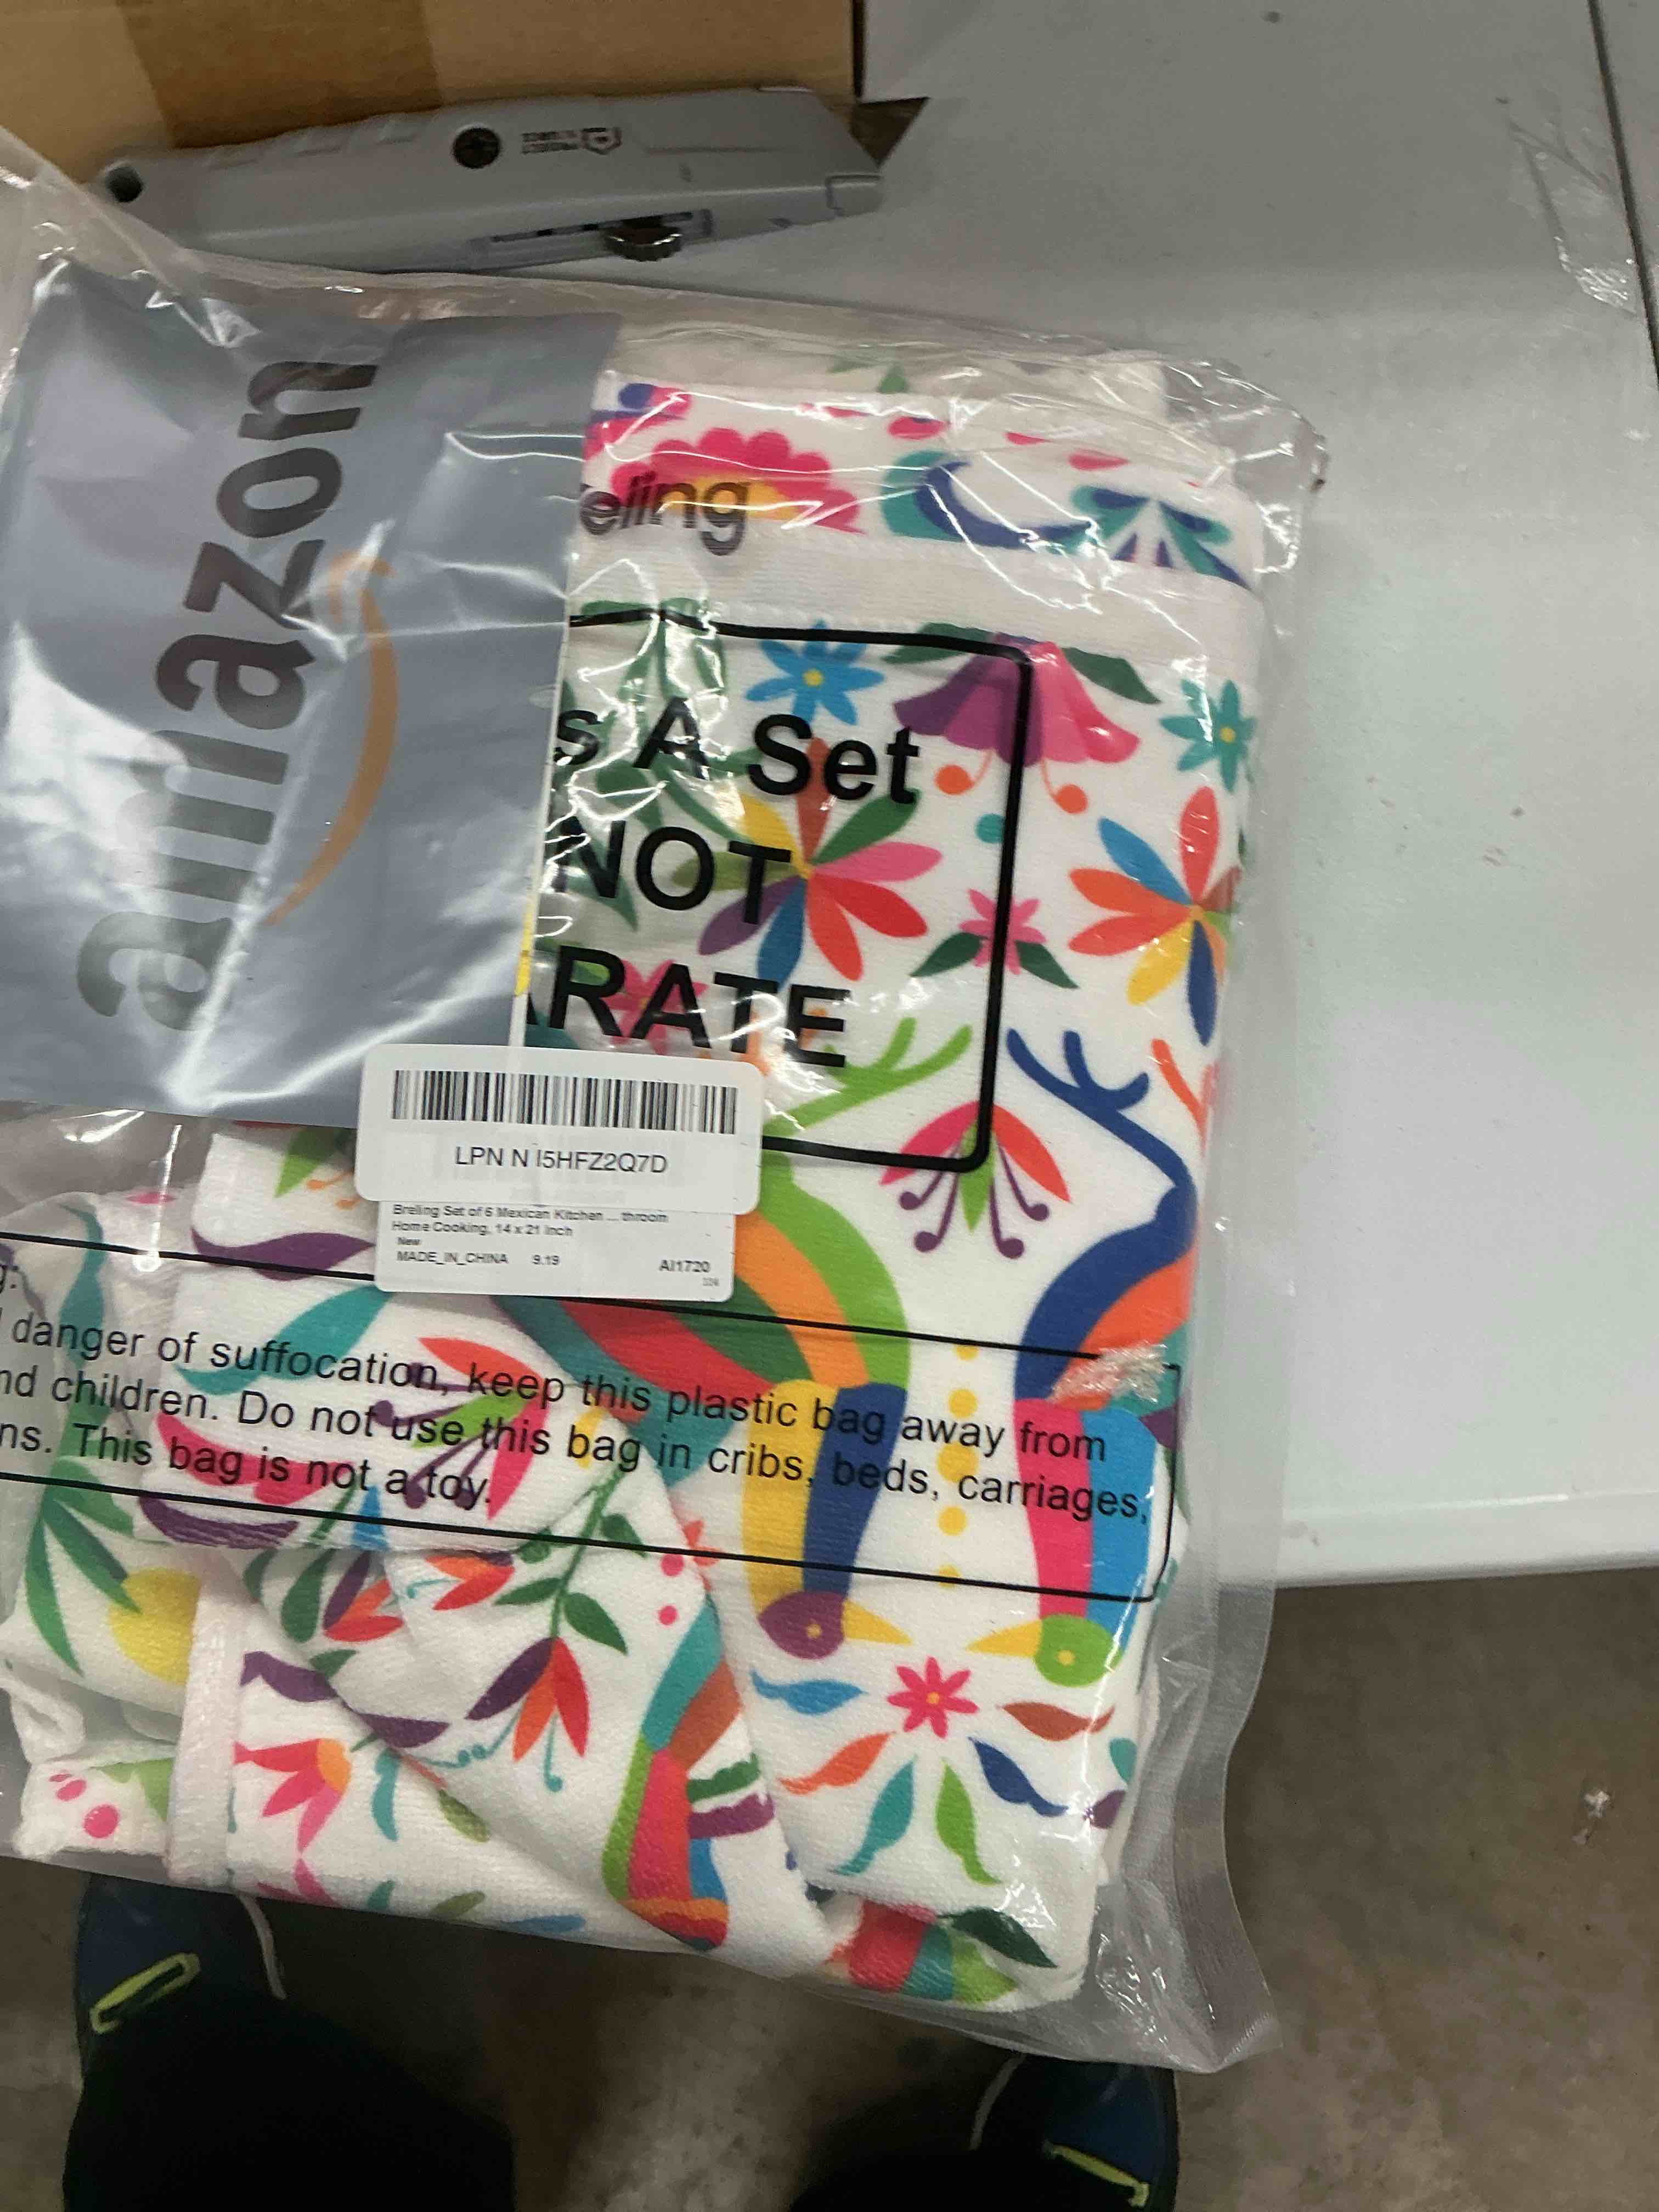 amazon
eling
s A Set
NOT
ARATE
LPN N I5HFZ2Q7D
Breling Set of 6 Mexican Kitchen ... throom
Home Cooking, 14 x 21 Inch
New
MADE_IN_CHINA 9.19 AI1720
g:
danger of suffocation, keep this plastic bag away from
nd children. Do not use this bag in cribs, beds, carriages,
ns. This bag is not a toy.